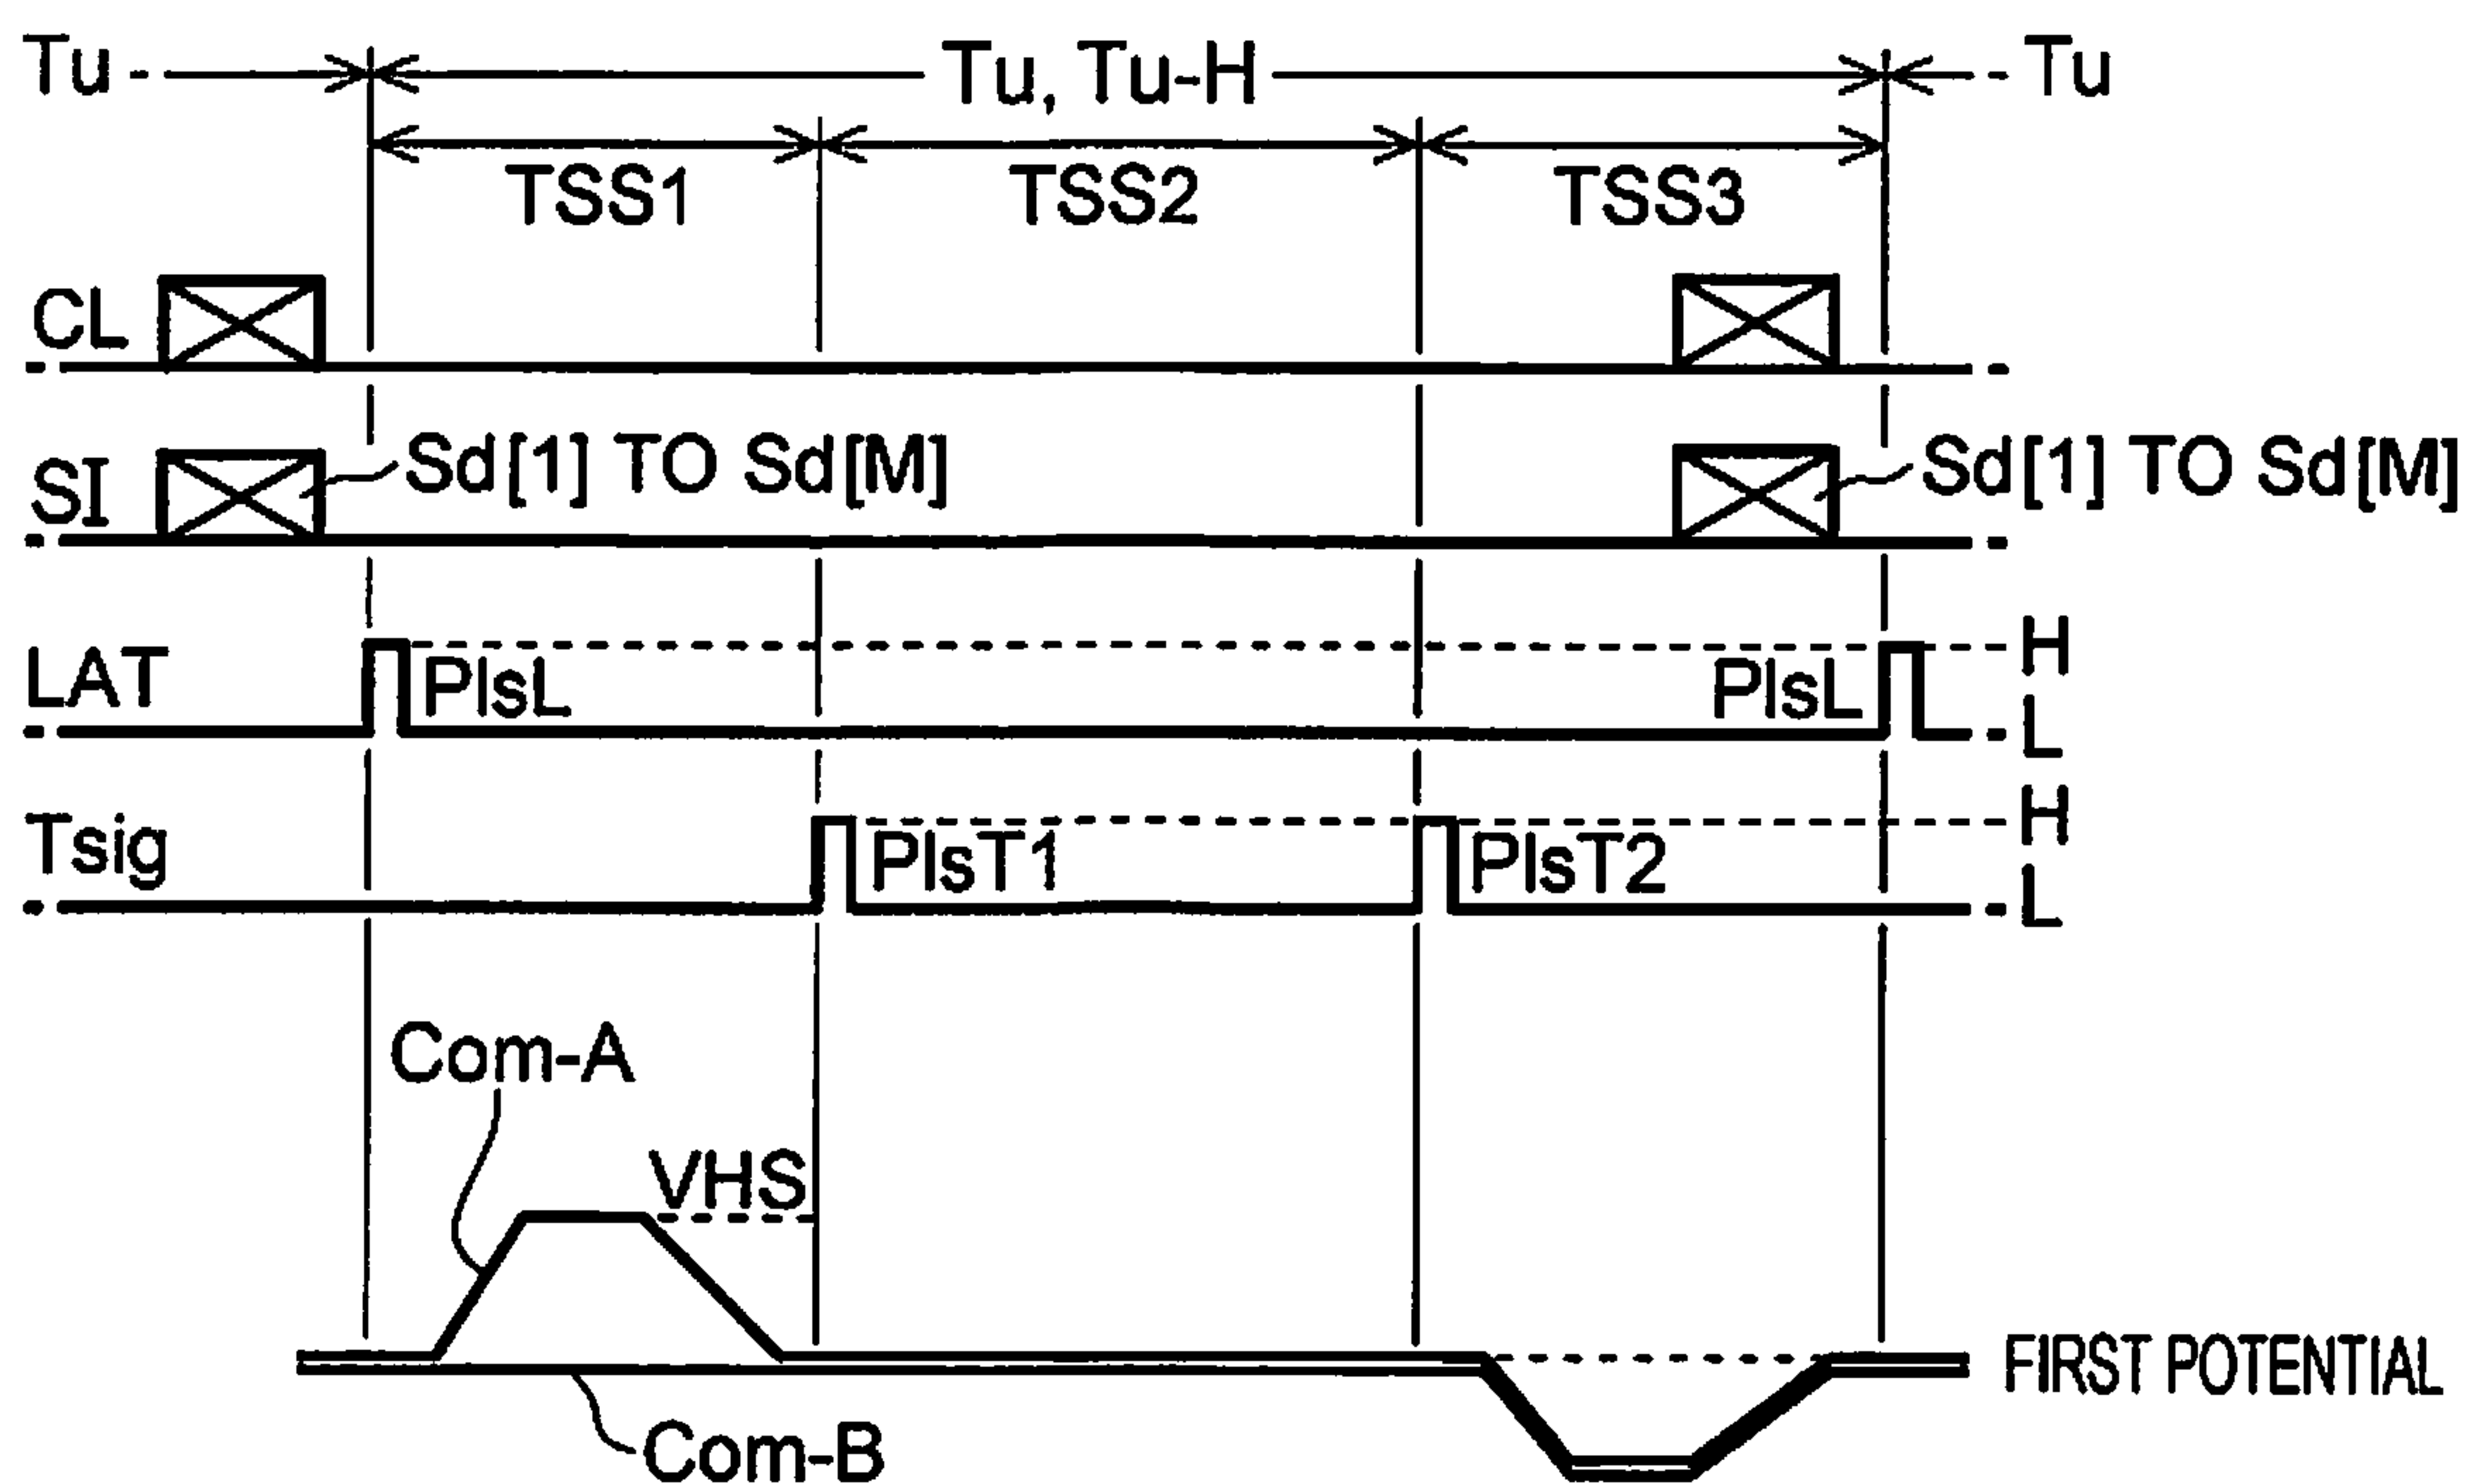 Tu Tu, Tu-H Tu
TSS1 TSS2 TSS3
CL
SI Sd[1] TO Sd[M] Sd[1] TO Sd[M]
LAT PlsL PlsL H
L
Tsig PlsT1 PlsT2 H
L
Com-A
VHS
FIRST POTENTIAL
Com-B